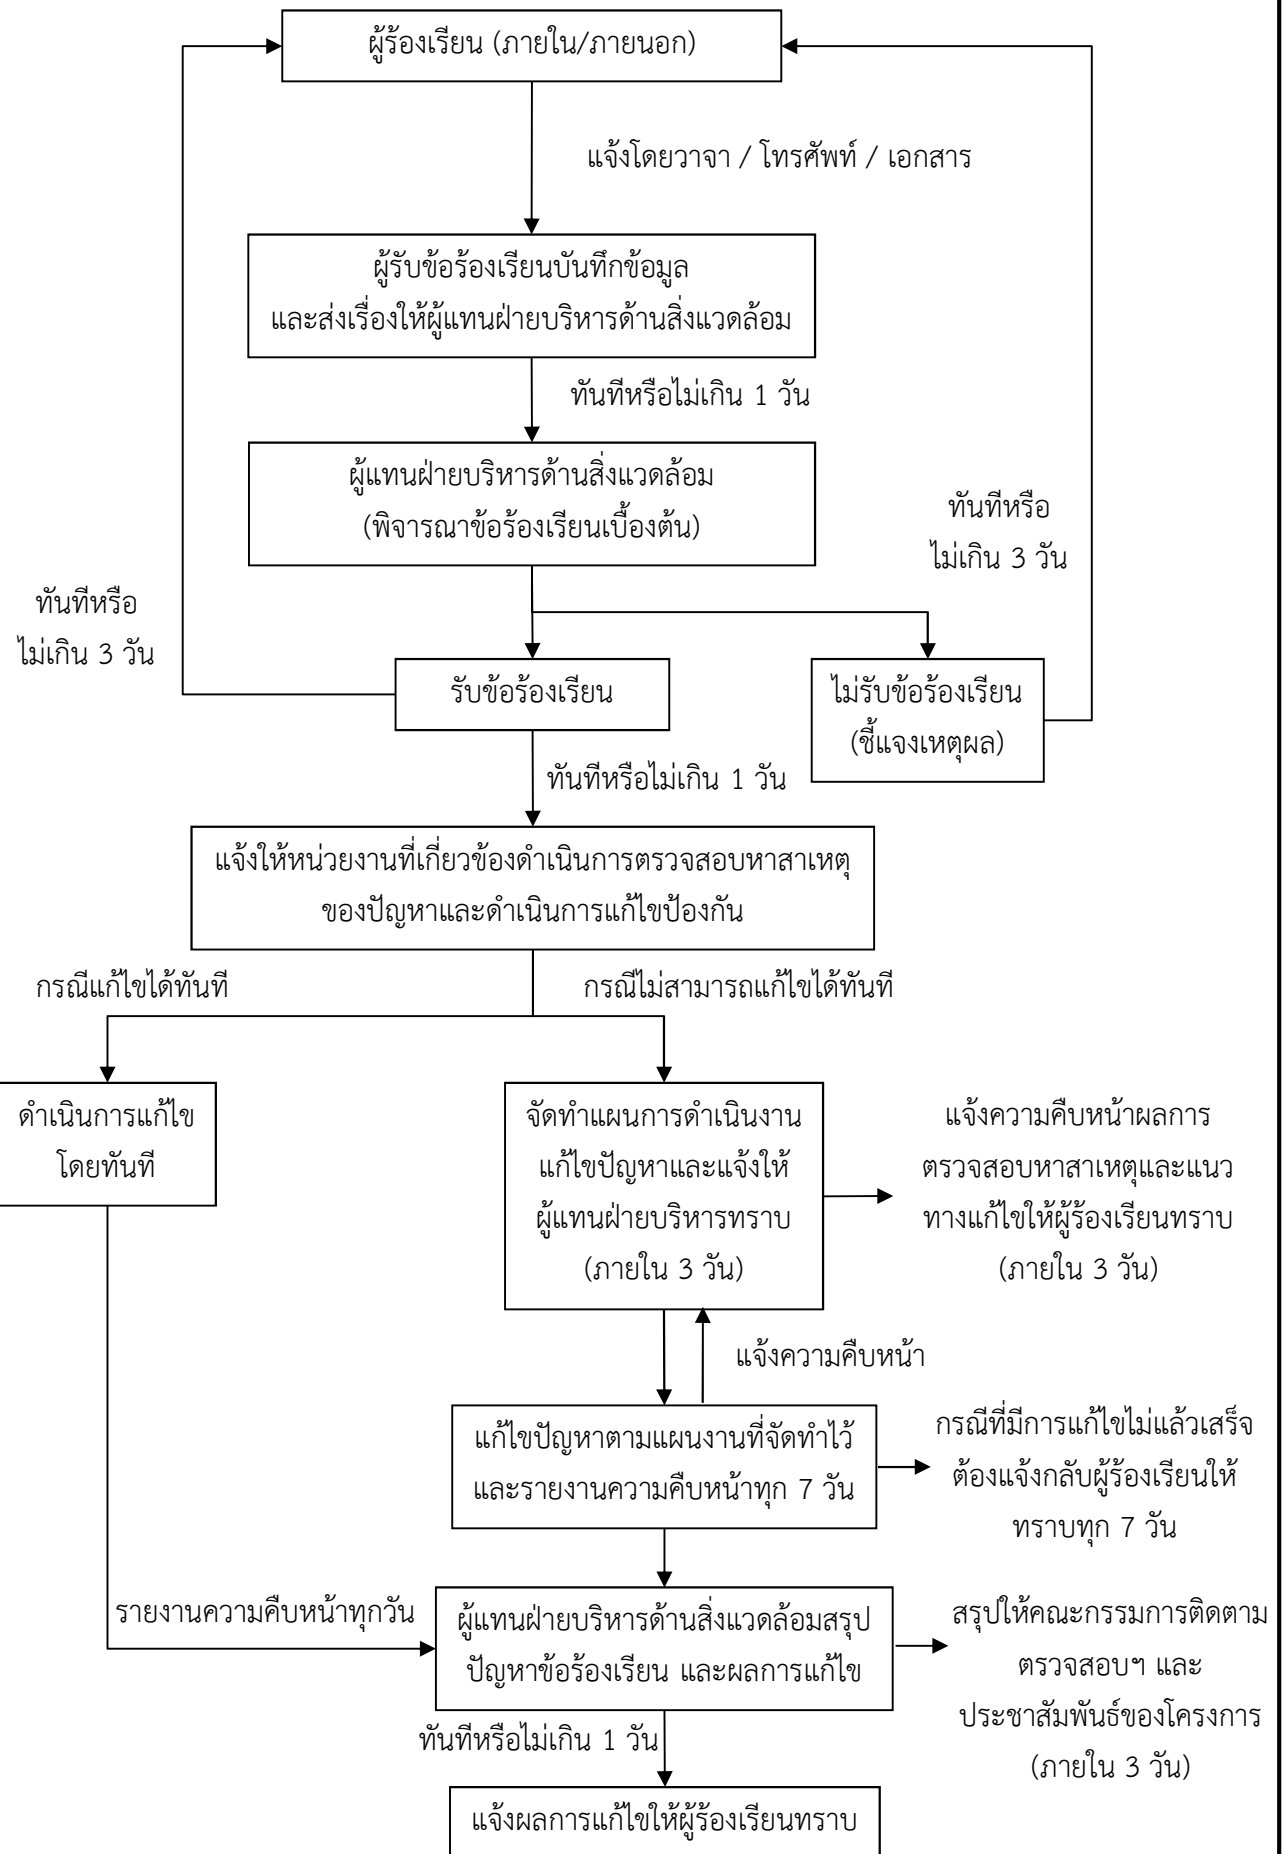 ผู้ร้องเรียน (ภายใน/ภายนอก)
แจ้งโดยวาจา / โทรศัพท์ / เอกสาร
ผู้รับข้อร้องเรียนบันทึกข้อมูล
และส่งเรื่องให้ผู้แทนฝ่ายบริหารด้านสิ่งแวดล้อม
ทันทีหรือไม่เกิน 1 วัน
ผู้แทนฝ่ายบริหารด้านสิ่งแวดล้อม
(พิจารณาข้อร้องเรียนเบื้องต้น)
ทันทีหรือ
ไม่เกิน 3 วัน
ทันทีหรือ
ไม่เกิน 3 วัน
รับข้อร้องเรียน
ไม่รับข้อร้องเรียน
(ชี้แจงเหตุผล)
ทันทีหรือไม่เกิน 1 วัน
แจ้งให้หน่วยงานที่เกี่ยวข้องดำเนินการตรวจสอบหาสาเหตุ
ของปัญหาและดำเนินการแก้ไขป้องกัน
กรณีแก้ไขได้ทันที
กรณีไม่สามารถแก้ไขได้ทันที
ดำเนินการแก้ไข
โดยทันที
จัดทำแผนการดำเนินงาน
แก้ไขปัญหาและแจ้งให้
ผู้แทนฝ่ายบริหารทราบ
(ภายใน 3 วัน)
แจ้งความคืบหน้าผลการ
ตรวจสอบหาสาเหตุและแนว
ทางแก้ไขให้ผู้ร้องเรียนทราบ
(ภายใน 3 วัน)
แจ้งความคืบหน้า
แก้ไขปัญหาตามแผนงานที่จัดทำไว้
และรายงานความคืบหน้าทุก 7 วัน
กรณีที่มีการแก้ไขไม่แล้วเสร็จ
ต้องแจ้งกลับผู้ร้องเรียนให้
ทราบทุก 7 วัน
รายงานความคืบหน้าทุกวัน
ผู้แทนฝ่ายบริหารด้านสิ่งแวดล้อมสรุป
ปัญหาข้อร้องเรียน และผลการแก้ไข
สรุปให้คณะกรรมการติดตาม
ตรวจสอบฯ และ
ประชาสัมพันธ์ของโครงการ
(ภายใน 3 วัน)
ทันทีหรือไม่เกิน 1 วัน
แจ้งผลการแก้ไขให้ผู้ร้องเรียนทราบ